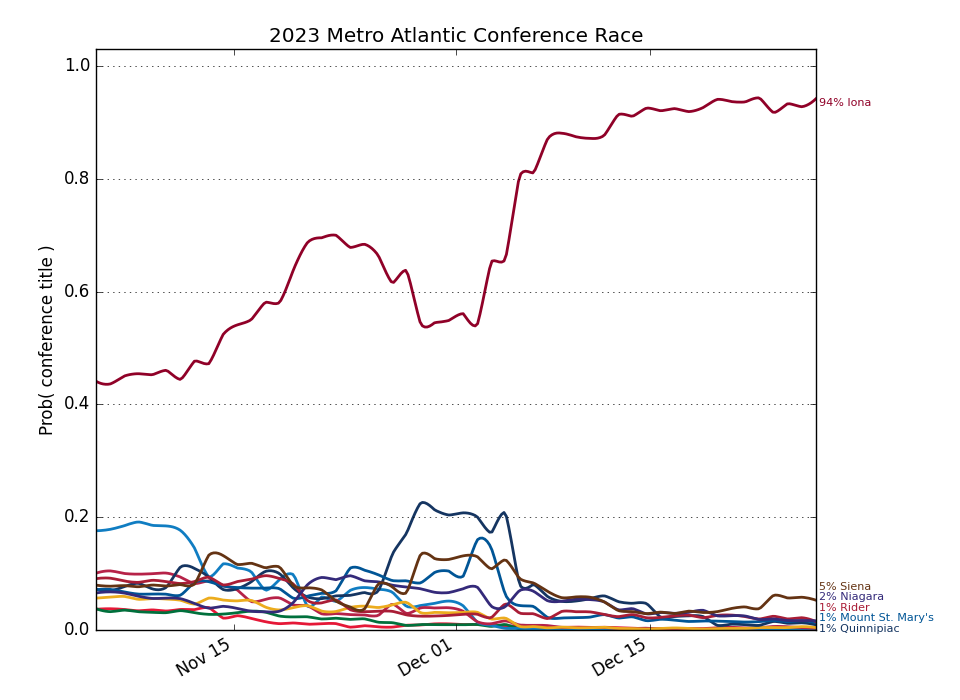 2023 Metro Atlantic Conference Race
Prob( conference title )
1.0
0.8
0.6
0.4
0.2
0.0
Nov 15
Dec 01
Dec 15
94% Iona
5% Siena
2% Niagara
1% Rider
1% Mount St. Mary's
1% Quinnipiac